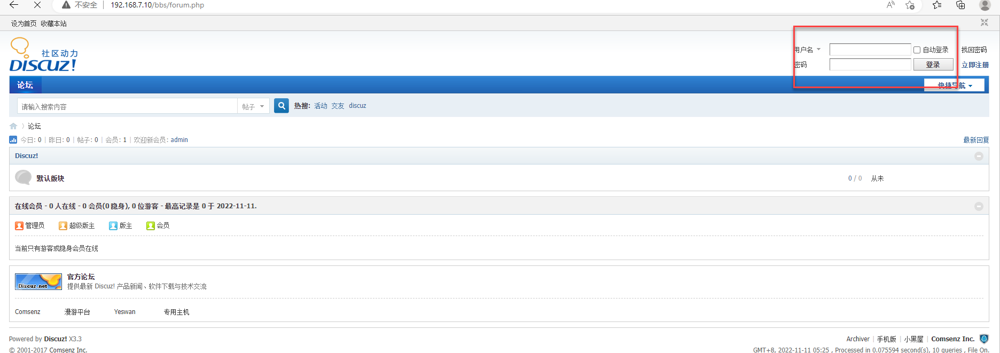 不安全 192.168.7.10/bbs/forum.php
设为首页 收藏本站
社区动力
DISCUZ!
用户名 自动登录 找回密码
密码 登录 立即注册
论坛 快捷导航
请输入搜索内容 帖子 热搜: 活动 交友 discuz
论坛
今日: 0 | 昨日: 0 | 帖子: 0 | 会员: 1 | 欢迎新会员: admin 最新回复
Discuz!
默认版块 0 / 0 从未
在线会员 - 0 人在线 - 0 会员(0 隐身), 0 位游客 - 最高记录是 0 于 2022-11-11.
管理员 超级版主 版主 会员
当前只有游客或隐身会员在线
Discuz.net
官方论坛
提供最新 Discuz! 产品新闻、软件下载与技术交流
Comsenz 漫游平台 Yeswan 专用主机
Powered by Discuz! X3.3 Archiver | 手机版 | 小黑屋 | Comsenz Inc.
© 2001-2017 Comsenz Inc. GMT+8, 2022-11-11 05:25 , Processed in 0.075594 second(s), 10 queries , File On.